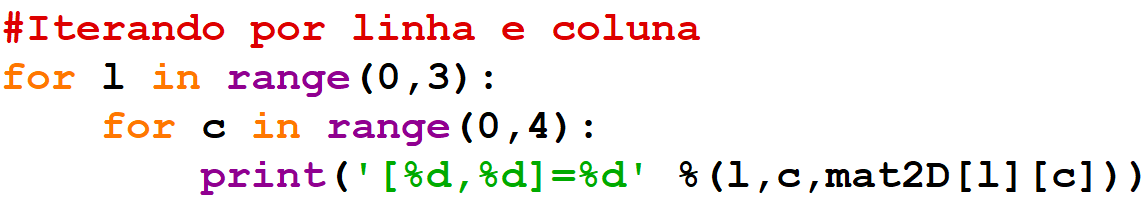 #Iterando por linha e coluna
for l in range(0,3):
    for c in range(0,4):
        print('[%d,%d]=%d' %(l,c,mat2D[l][c]))